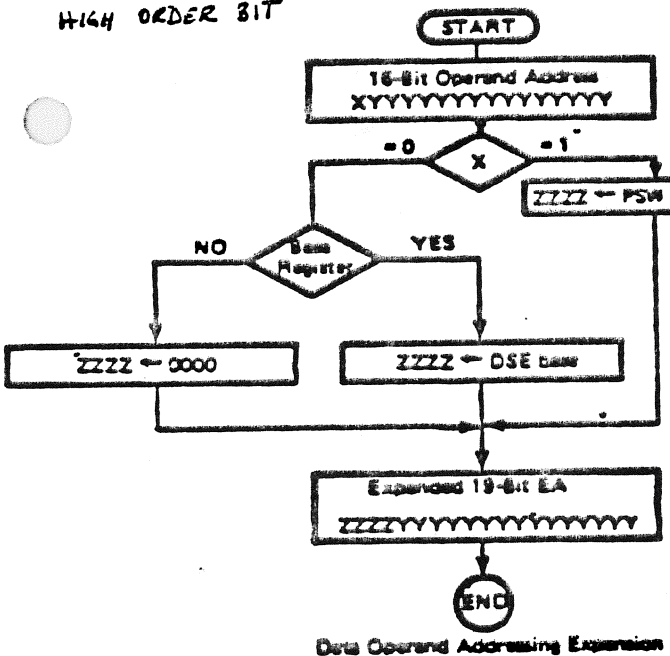 HIGH ORDER BIT
START
16-Bit Operand Address
XYYYYYYYYYYYYYYY
= 0
X
= 1
ZZZZ ← PSW
NO
Base
Register
YES
ZZZZ ← 0000
ZZZZ ← DSE base
Expanded 19-Bit EA
ZZZZYYYYYYYYYYYYYYY
END
Data Operand Addressing Expansion